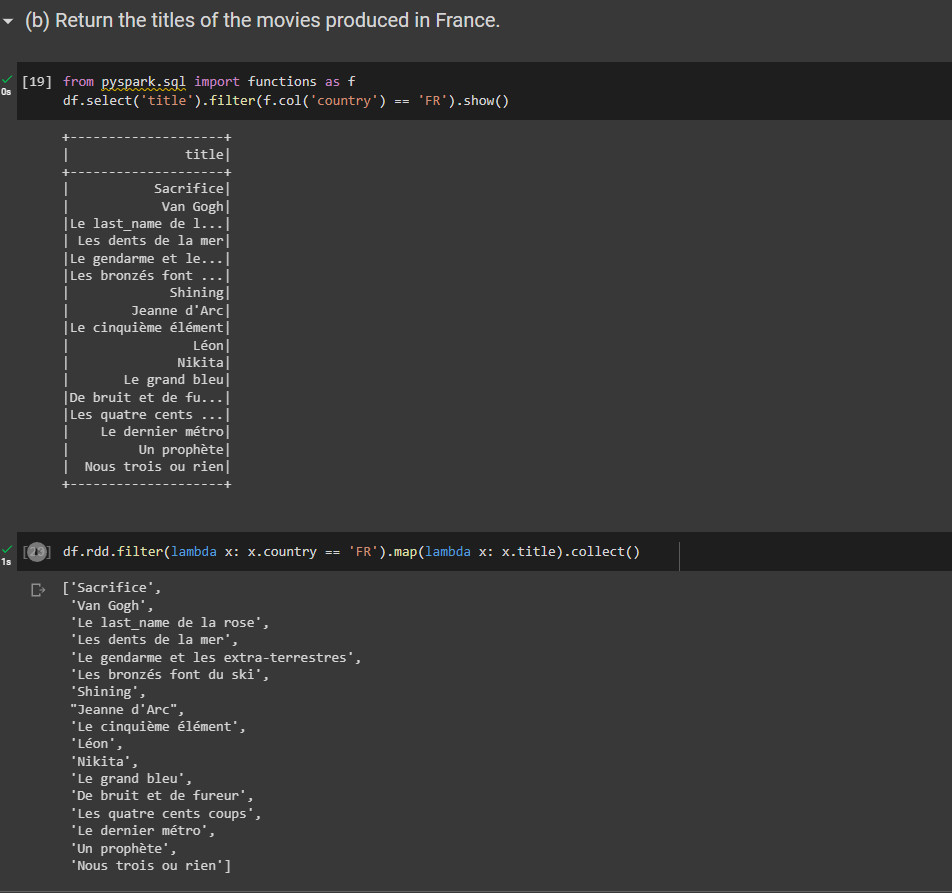 (b) Return the titles of the movies produced in France.
[19] from pyspark.sql import functions as f
0s
df.select('title').filter(f.col('country') == 'FR').show()
+--------------------+
|               title|
+--------------------+
|           Sacrifice|
|            Van Gogh|
|Le last_name de l...|
| Les dents de la mer|
|Le gendarme et le...|
|Les bronzés font ...|
|             Shining|
|         Jeanne d'Arc|
|Le cinquième élément|
|                Léon|
|              Nikita|
|       Le grand bleu|
|De bruit et de fu...|
|Les quatre cents ...|
|    Le dernier métro|
|         Un prophète|
|  Nous trois ou rien|
+--------------------+
df.rdd.filter(lambda x: x.country == 'FR').map(lambda x: x.title).collect()
1s
['Sacrifice',
'Van Gogh',
'Le last_name de la rose',
'Les dents de la mer',
'Le gendarme et les extra-terrestres',
'Les bronzés font du ski',
'Shining',
"Jeanne d'Arc",
'Le cinquième élément',
'Léon',
'Nikita',
'Le grand bleu',
'De bruit et de fureur',
'Les quatre cents coups',
'Le dernier métro',
'Un prophète',
'Nous trois ou rien']